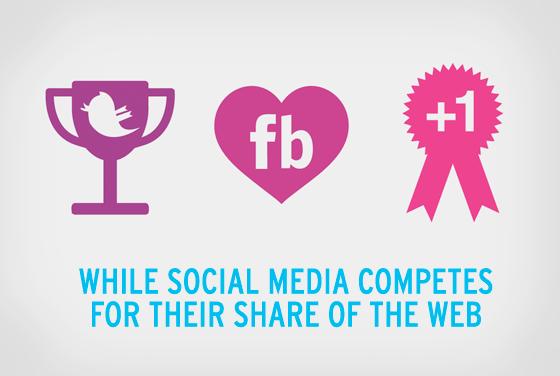 fb
+1
WHILE SOCIAL MEDIA COMPETES
FOR THEIR SHARE OF THE WEB